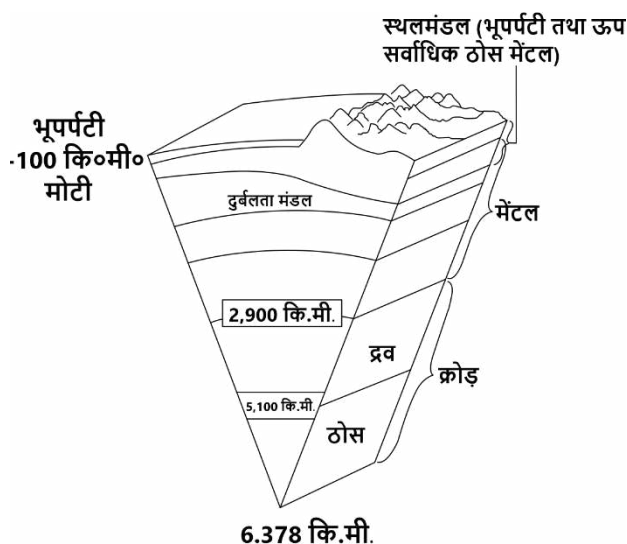 स्थलमंडल (भूपर्पटी तथा ऊप
सर्वाधिक ठोस मेंटल)
भूपर्पटी
-100 कि०मी०
मोटी
दुर्बलता मंडल
मेंटल
2,900 कि.मी.
द्रव
क्रोड़
5,100 कि.मी.
ठोस
6.378 कि.मी.